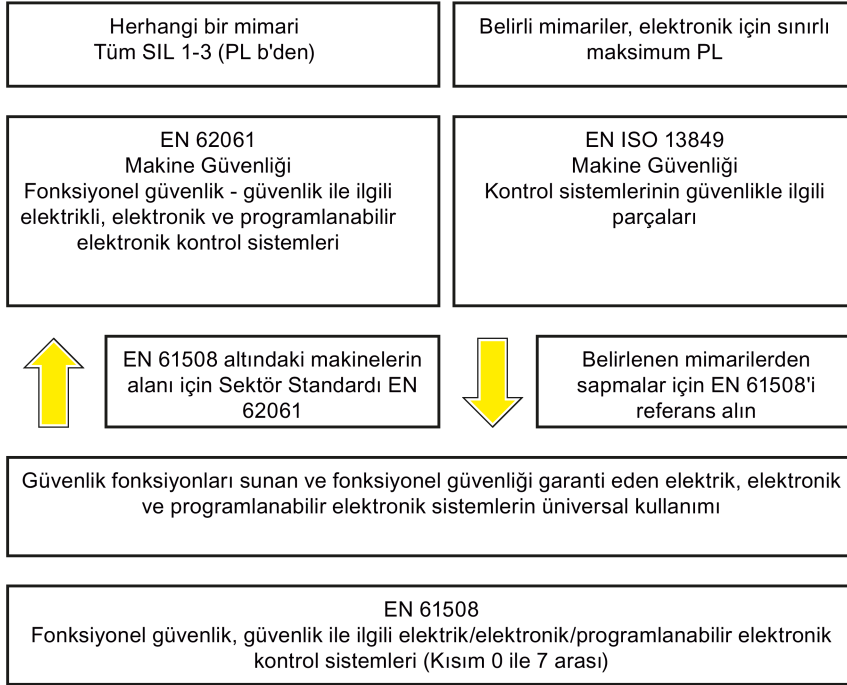 Herhangi bir mimari
Tüm SIL 1-3 (PL b'den)
Belirli mimariler, elektronik için sınırlı
maksimum PL
EN 62061
Makine Güvenliği
Fonksiyonel güvenlik - güvenlik ile ilgili
elektrikli, elektronik ve programlanabilir
elektronik kontrol sistemleri
EN ISO 13849
Makine Güvenliği
Kontrol sistemlerinin güvenlikle ilgili
parçaları
EN 61508 altındaki makinelerin
alanı için Sektör Standardı EN
62061
Belirlenen mimarilerden
sapmalar için EN 61508'i
referans alın
Güvenlik fonksiyonları sunan ve fonksiyonel güvenliği garanti eden elektrik, elektronik
ve programlanabilir elektronik sistemlerin üniversal kullanımı
EN 61508
Fonksiyonel güvenlik, güvenlik ile ilgili elektrik/elektronik/programlanabilir elektronik
kontrol sistemleri (Kısım 0 ile 7 arası)